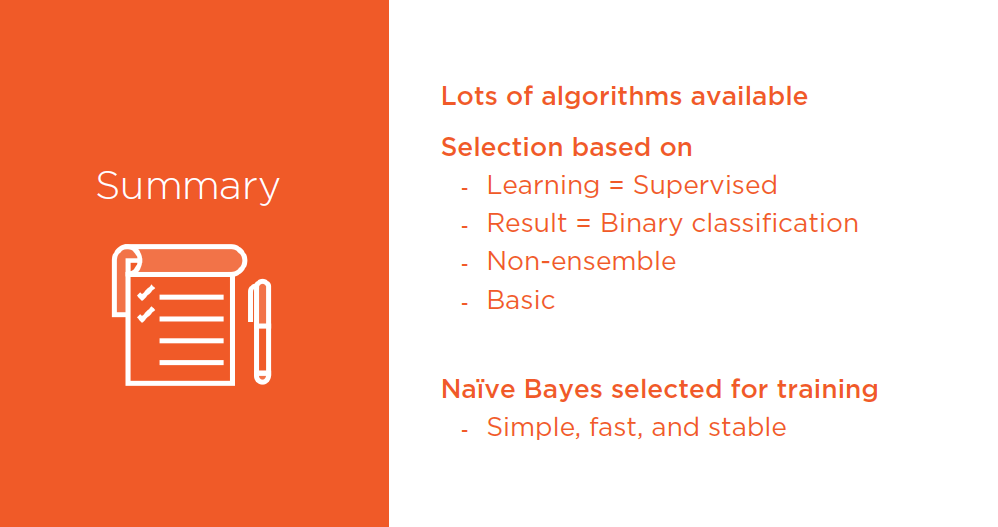 Summary
Lots of algorithms available
Selection based on
- Learning = Supervised
- Result = Binary classification
- Non-ensemble
- Basic
Naïve Bayes selected for training
- Simple, fast, and stable